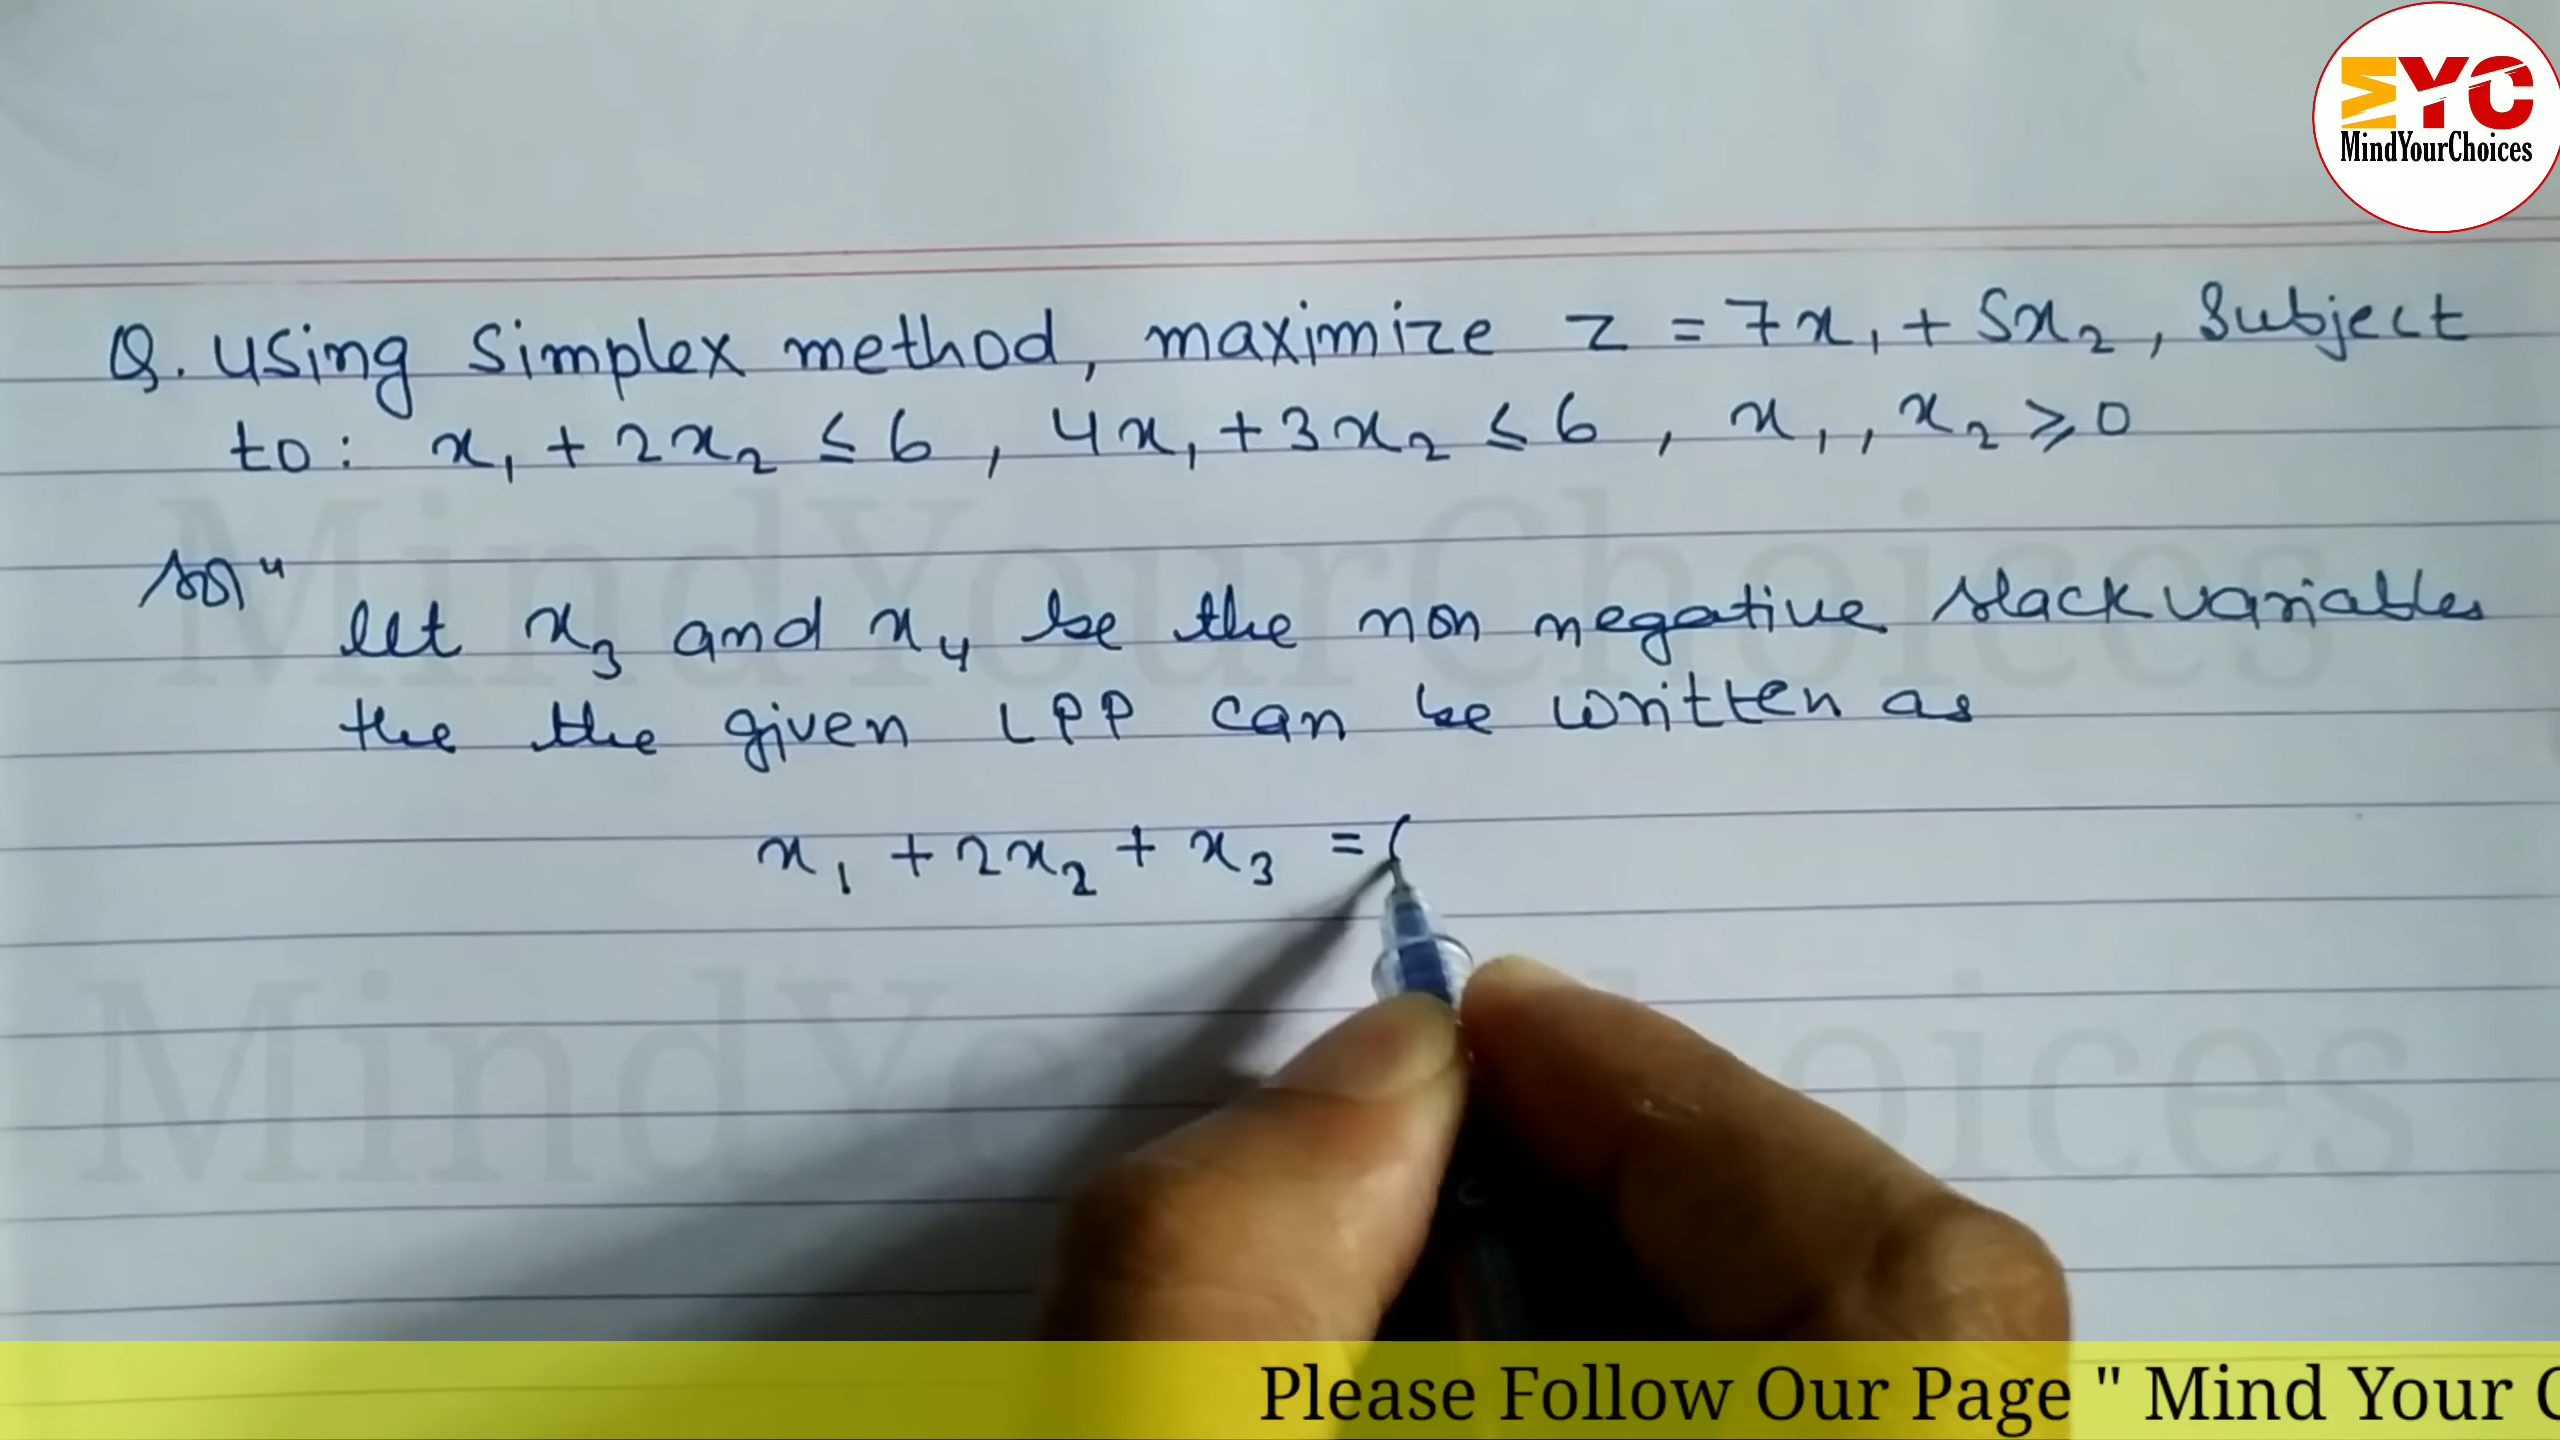 MYC
MindYourChoices
Q. Using Simplex method, maximize Z = 7x₁ + 5x₂, Subject
to: x₁ + 2x₂ ≤ 6, 4x₁ + 3x₂ ≤ 6, x₁, x₂ ≥ 0
MindYourChoices
Solⁿ
let x₃ and x₄ be the non negative slack variables
the the given LPP can be written as
x₁ + 2x₂ + x₃ =
MindYourChoices
Please Follow Our Page " Mind Your